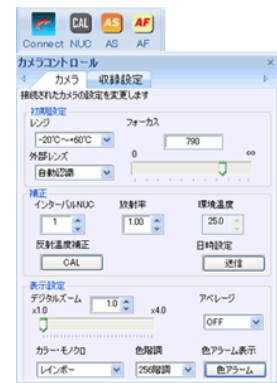 CAL AS AF
Connect NUC AS AF
カメラコントロール ×
カメラ 収録設定
接続されたカメラの設定を変更します
初期設定
レンジ フォーカス
-20℃~+60℃ 790
外部レンズ 0 ∞
自動認識
補正
インターバルNUC 放射率 環境温度
1 1.00 25.0
反射温度補正 日時設定
CAL 送信
表示設定
デジタルズーム 1.0 アベレージ
x1.0 x4.0
OFF
カラー・モノクロ 色階調 色アラーム表示
レインボー 256階調 色アラーム